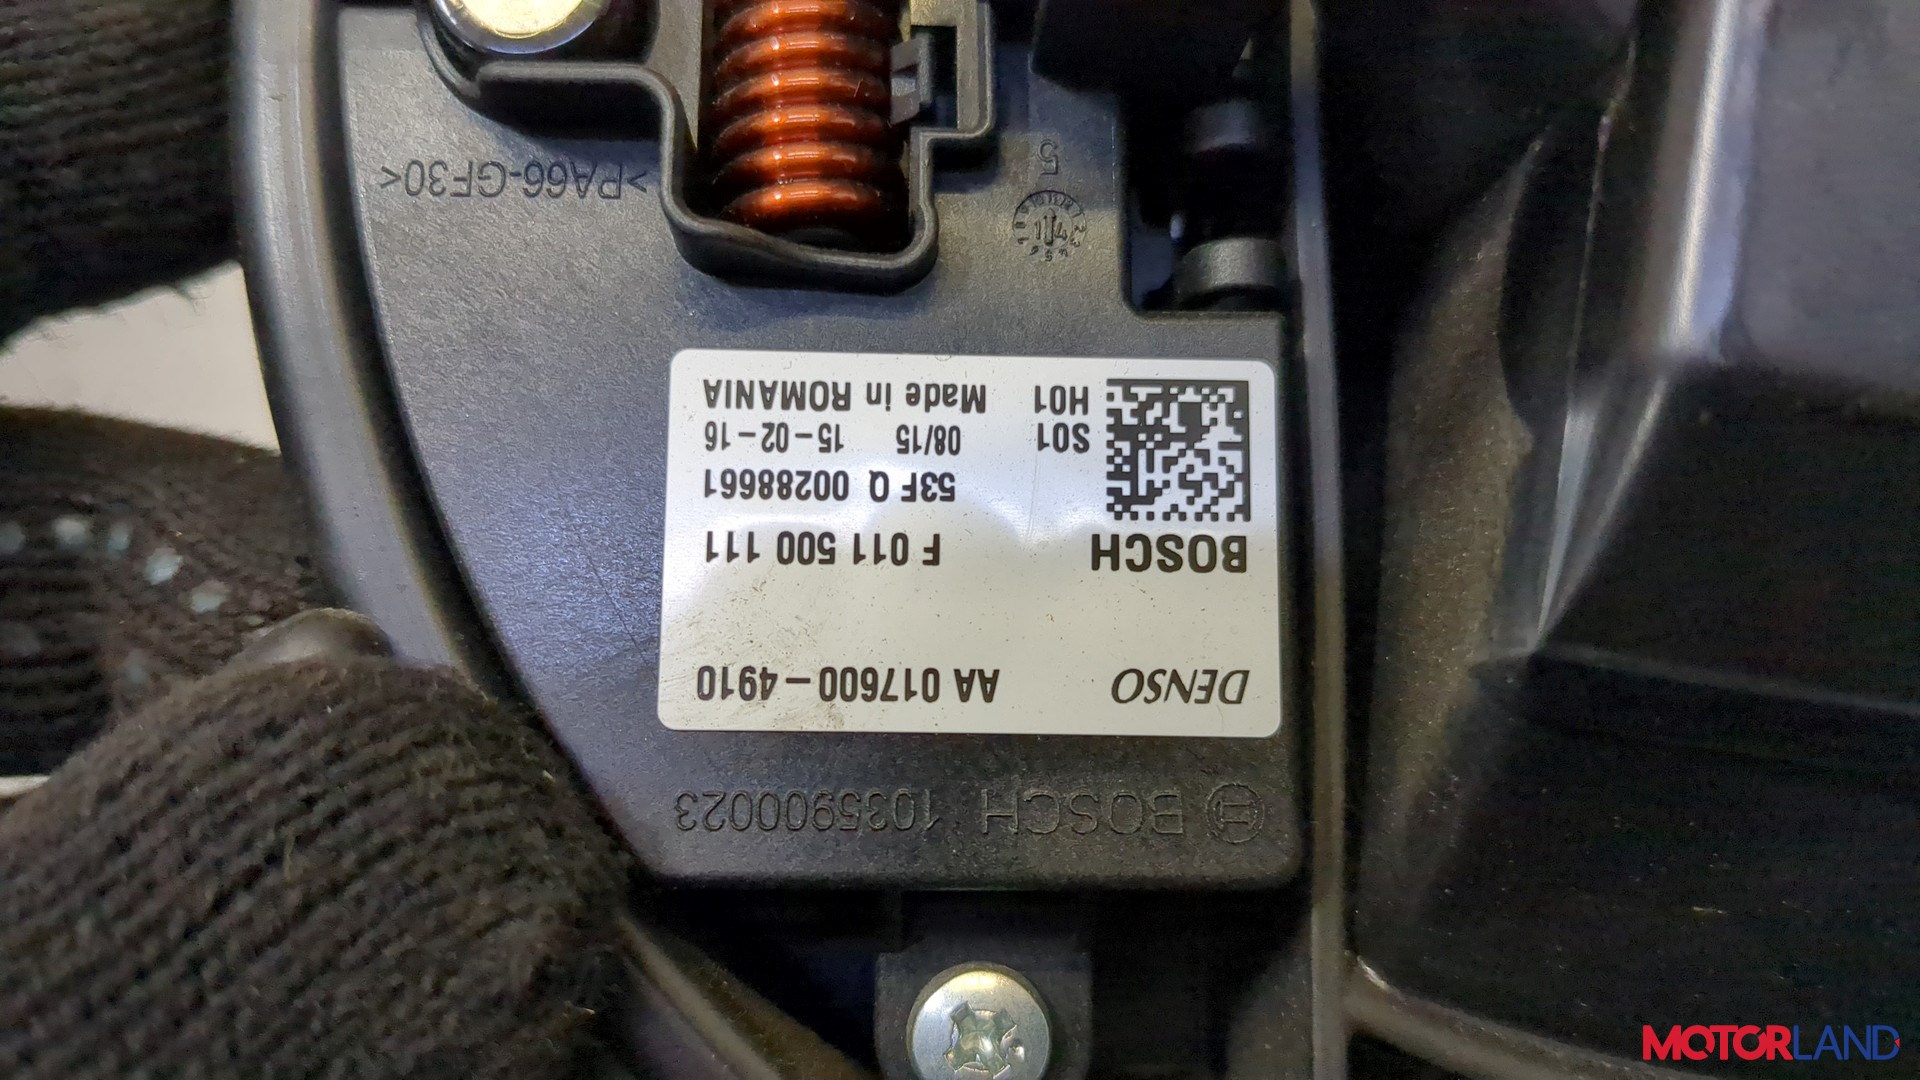 BOSCH 1035900023
DENSO AA 017600-4910
BOSCH F 011 500 111
53F Q 00288661
S01 08/15 15-02-16
H01 Made in ROMANIA
>PA66-GF30<
5
14
MOTORLAND